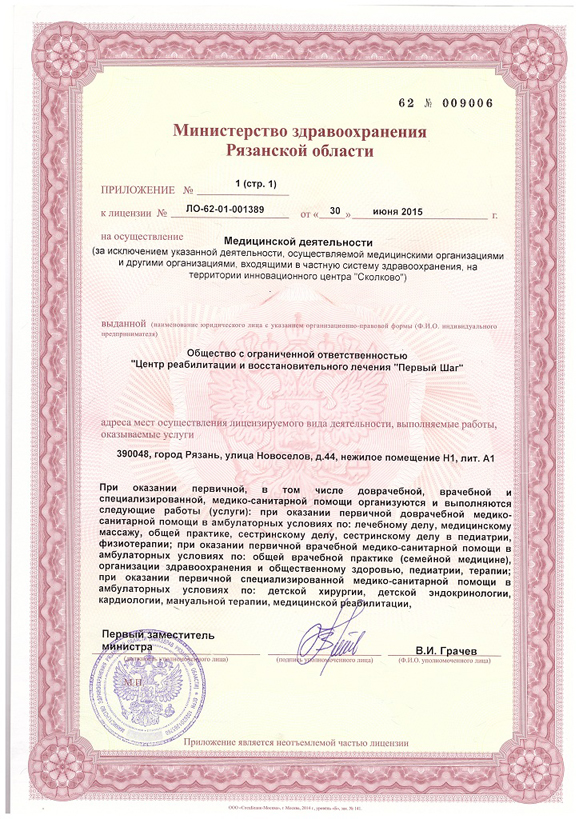 62 № 009006
Министерство здравоохранения
Рязанской области
ПРИЛОЖЕНИЕ № 1 (стр. 1)
к лицензии № ЛО-62-01-001389 от « 30 » июня 2015 г.
на осуществление
Медицинской деятельности
(за исключением указанной деятельности, осуществляемой медицинскими организациями
и другими организациями, входящими в частную систему здравоохранения, на
территории инновационного центра "Сколково")
выданной (наименование юридического лица с указанием организационно-правовой формы (Ф.И.О. индивидуального
предпринимателя)
Общество с ограниченной ответственностью
"Центр реабилитации и восстановительного лечения "Первый Шаг"
адреса мест осуществления лицензируемого вида деятельности, выполняемые работы,
оказываемые услуги
390048, город Рязань, улица Новоселов, д.44, нежилое помещение Н1, лит. А1
При оказании первичной, в том числе доврачебной, врачебной и
специализированной, медико-санитарной помощи организуются и выполняются
следующие работы (услуги): при оказании первичной доврачебной медико-
санитарной помощи в амбулаторных условиях по: лечебному делу, медицинскому
массажу, общей практике, сестринскому делу, сестринскому делу в педиатрии,
физиотерапии; при оказании первичной врачебной медико-санитарной помощи в
амбулаторных условиях по: общей врачебной практике (семейной медицине),
организации здравоохранения и общественному здоровью, педиатрии, терапии;
при оказании первичной специализированной медико-санитарной помощи в
амбулаторных условиях по: детской хирургии, детской эндокринологии,
кардиологии, мануальной терапии, медицинской реабилитации,
Первый заместитель
министра
В.И. Грачев
(должность уполномоченного лица) (подпись уполномоченного лица) (Ф.И.О. уполномоченного лица)
М.П.
Приложение является неотъемлемой частью лицензии